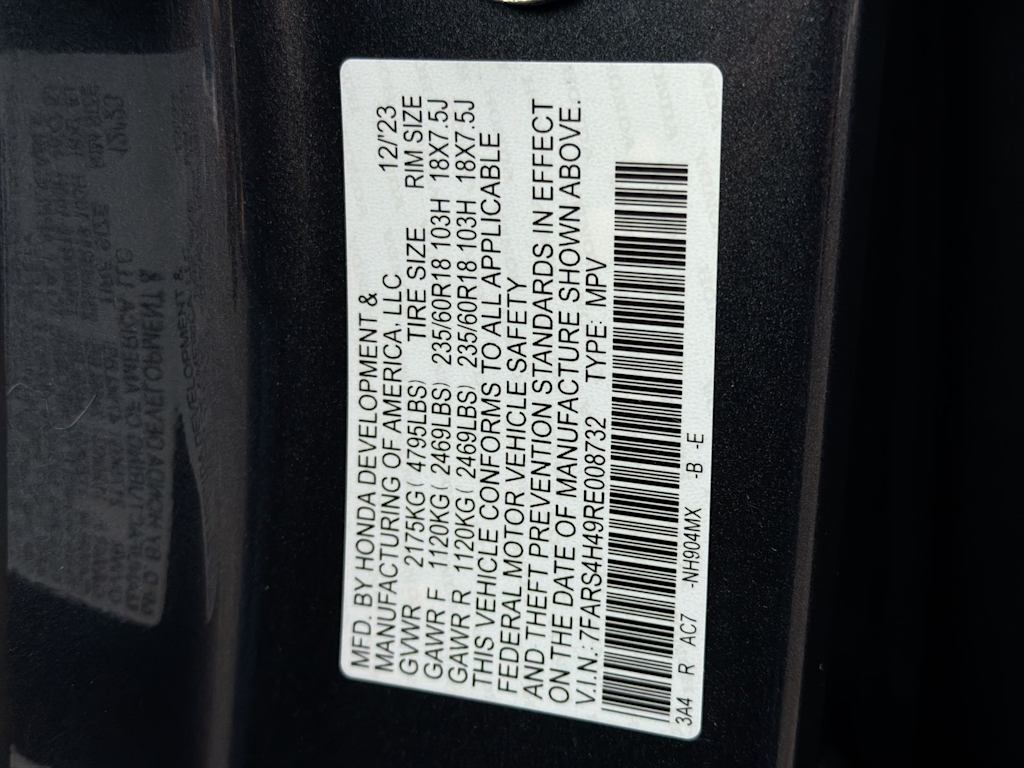 MFD. BY HONDA DEVELOPMENT &
MANUFACTURING OF AMERICA, LLC 12/'23
GVWR 2175KG( 4795LBS) TIRE SIZE RIM SIZE
GAWR F 1120KG( 2469LBS) 235/60R18 103H 18X7.5J
GAWR R 1120KG( 2469LBS) 235/60R18 103H 18X7.5J
THIS VEHICLE CONFORMS TO ALL APPLICABLE
FEDERAL MOTOR VEHICLE SAFETY
AND THEFT PREVENTION STANDARDS IN EFFECT
ON THE DATE OF MANUFACTURE SHOWN ABOVE.
V.I.N.: 7FARS4H49RE008732 TYPE: MPV
3A4 R AC7 -NH904MX -B -E